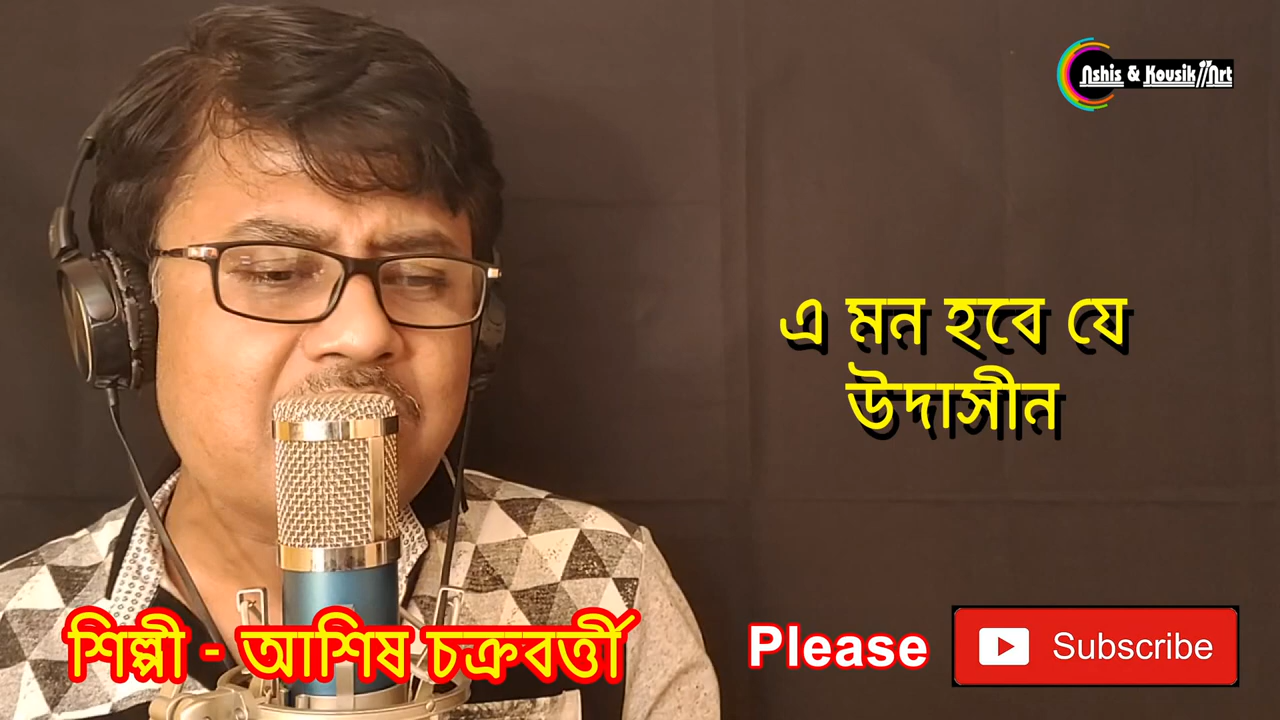 Ashis & Kousik // Art
এ মন হবে যে
উদাসীন
শিল্পী - আশিষ চক্রবর্ত্তী
Please
Subscribe